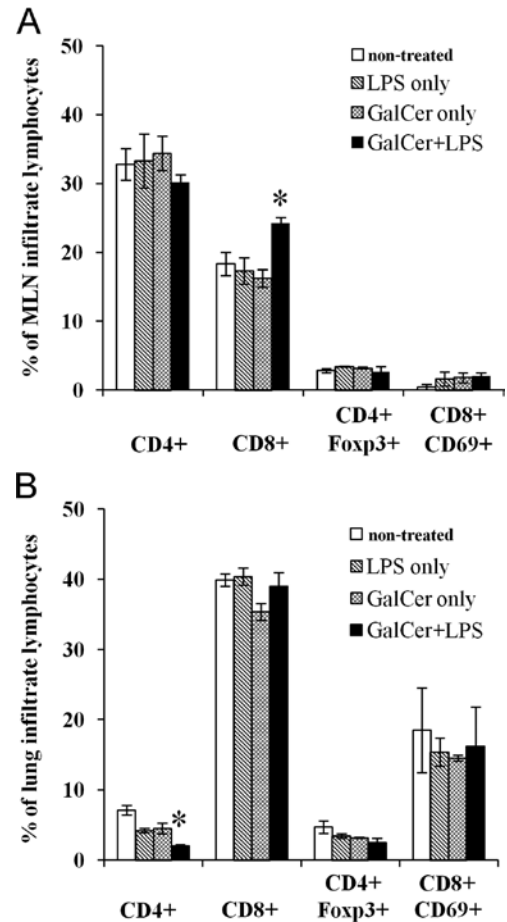 A
50
40
30
20
10
0
% of MLN infiltrate lymphocytes
non-treated
LPS only
GalCer only
GalCer+LPS
*
CD4+
CD8+
CD4+
Foxp3+
CD8+
CD69+
B
50
40
30
20
10
0
% of lung infiltrate lymphocytes
non-treated
LPS only
GalCer only
GalCer+LPS
*
CD4+
CD8+
CD4+
Foxp3+
CD8+
CD69+